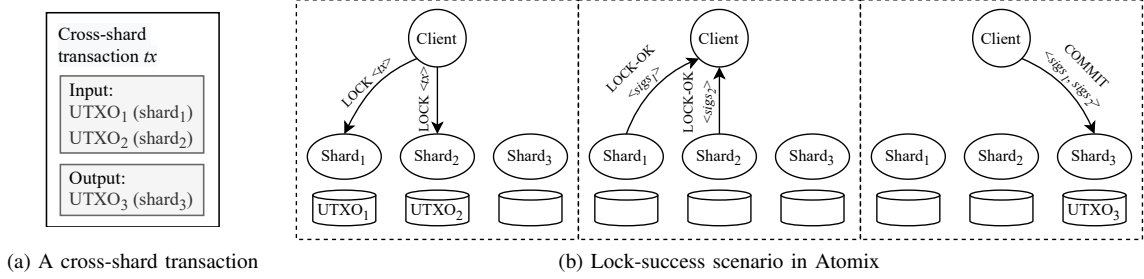 Cross-shard
transaction tx
Input:
UTXO1 (shard1)
UTXO2 (shard2)
Output:
UTXO3 (shard3)
(a) A cross-shard transaction
Client
LOCK <tx>
LOCK <tx>
Shard1
Shard2
Shard3
UTXO1
UTXO2
Client
LOCK-OK
<sigs1>
LOCK-OK
<sigs2>
Shard1
Shard2
Shard3
Client
COMMIT
<sigs1, sigs2>
Shard1
Shard2
Shard3
UTXO3
(b) Lock-success scenario in Atomix